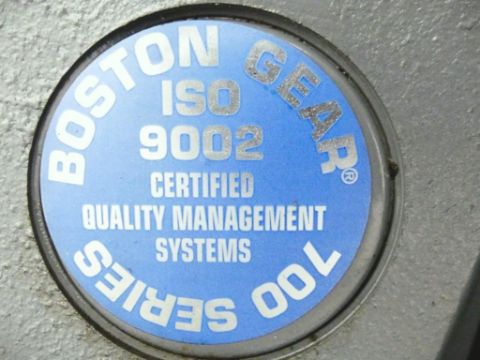 BOSTON GEAR®
ISO
9002
CERTIFIED
QUALITY MANAGEMENT
SYSTEMS
700 SERIES